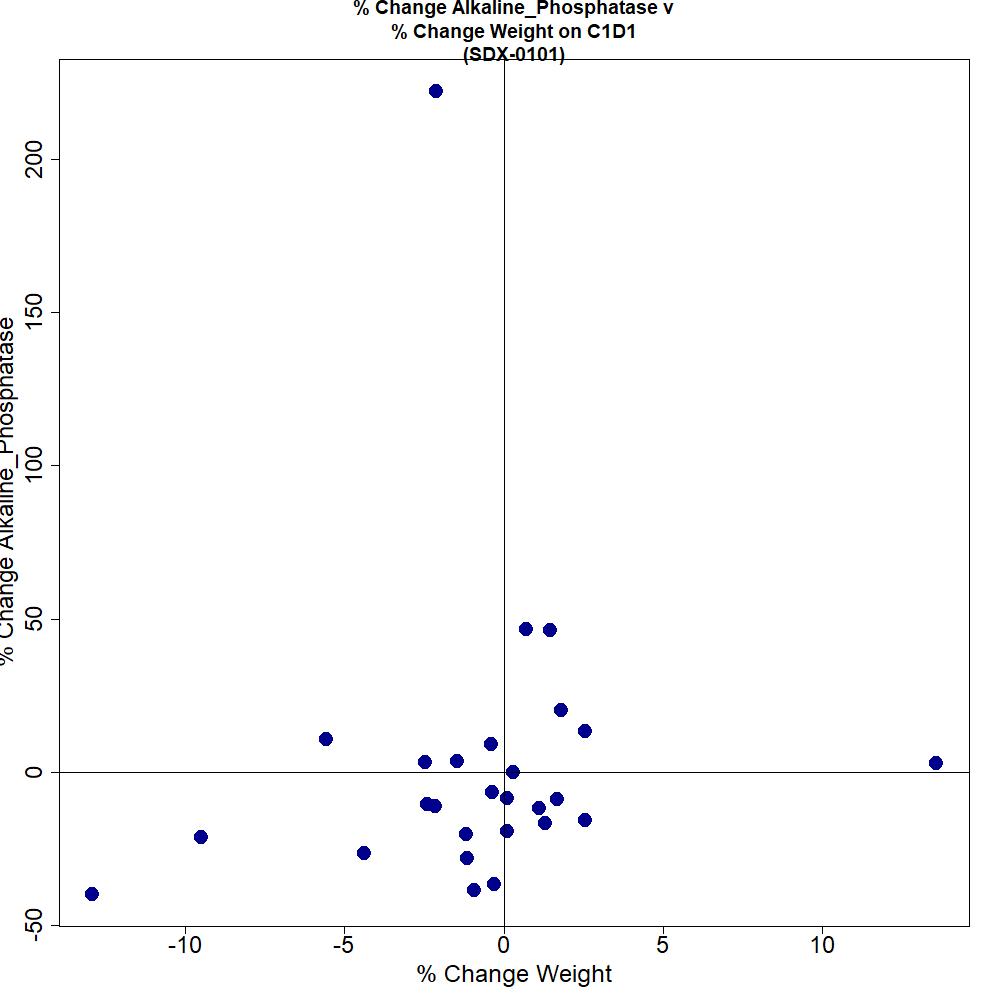 % Change Alkaline_Phosphatase v
% Change Weight on C1D1
(SDX-0101)
% Change Alkaline_Phosphatase
200
150
100
50
0
-50
-10
-5
0
5
10
% Change Weight